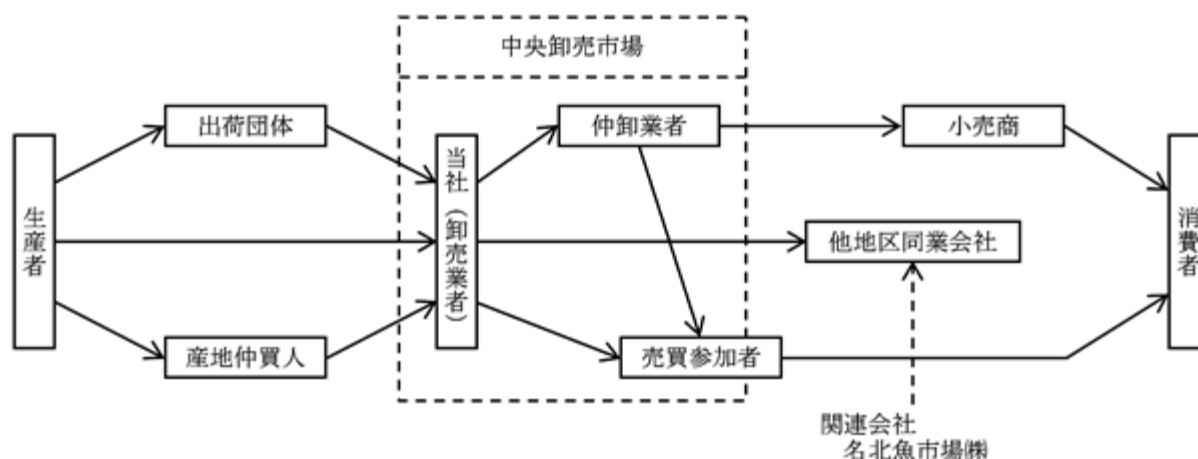 中央卸売市場
出荷団体
仲卸業者
小売商
生産者
当社(卸売業者)
他地区同業会社
消費者
産地仲買人
売買参加者
関連会社
名北魚市場㈱